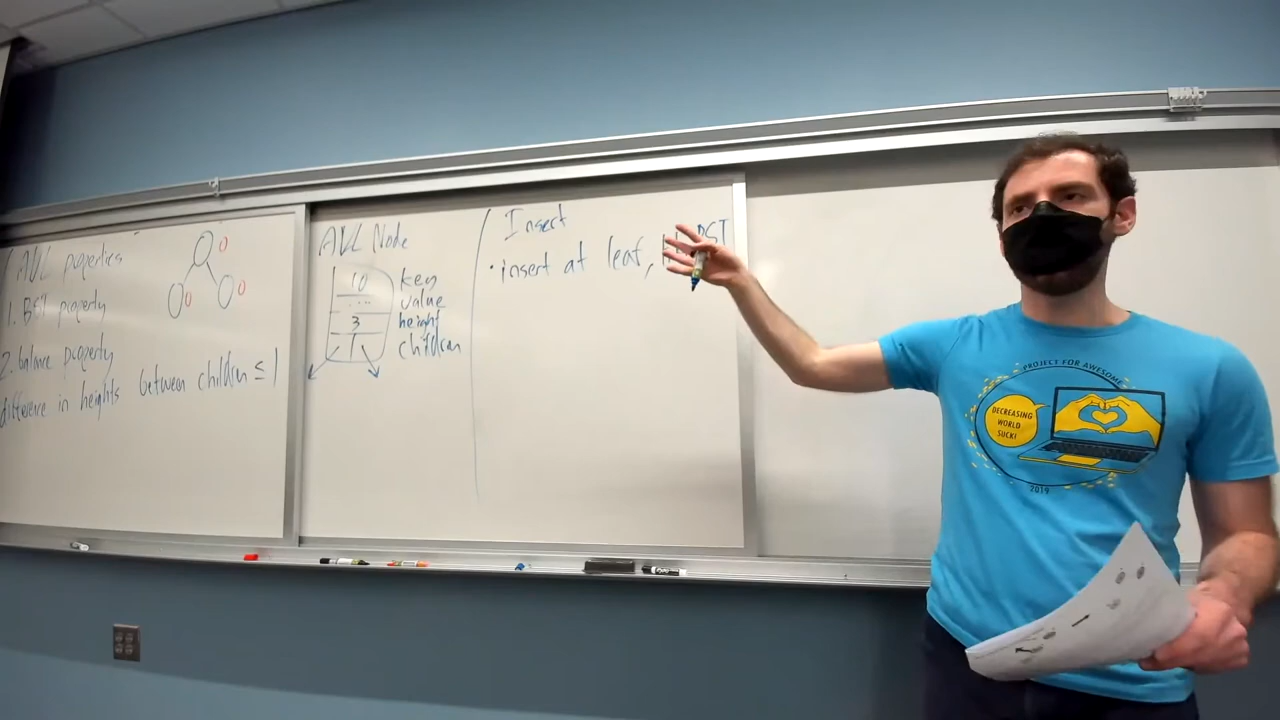 AVL properties
1. BST property
2. balance property
difference in heights between children ≤ 1
0
0
0
AVL Node
10
key
...
value
3
height
children
Insert
• insert at leaf, BST
PROJECT FOR AWESOME
DECREASING
WORLD
SUCK!
2019
EXPO